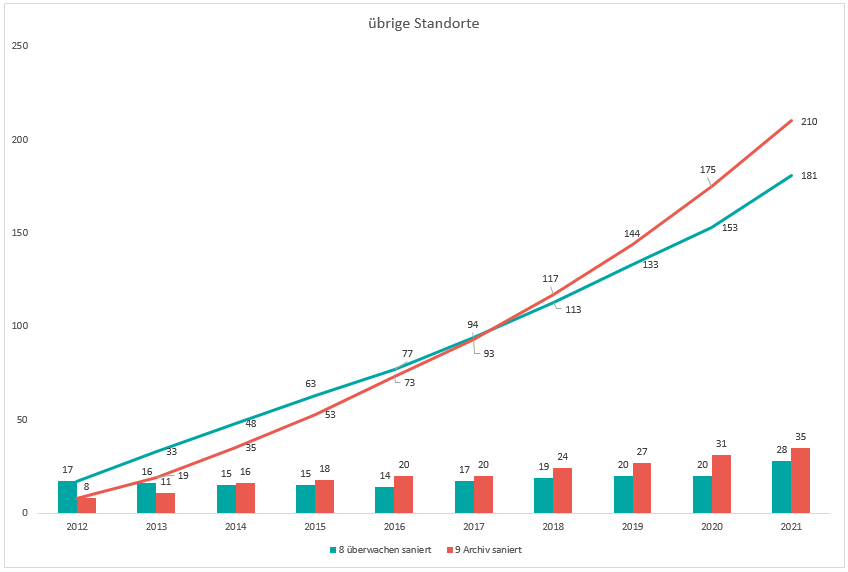 übrige Standorte
250
200
150
100
50
0
17 33 48 63 77 94 113 133 153 181
8 19 35 53 73 93 117 144 175 210
17 16 15 15 14 17 19 20 20 28
8 11 16 18 20 20 24 27 31 35
2012 2013 2014 2015 2016 2017 2018 2019 2020 2021
8 überwachen saniert 9 Archiv saniert